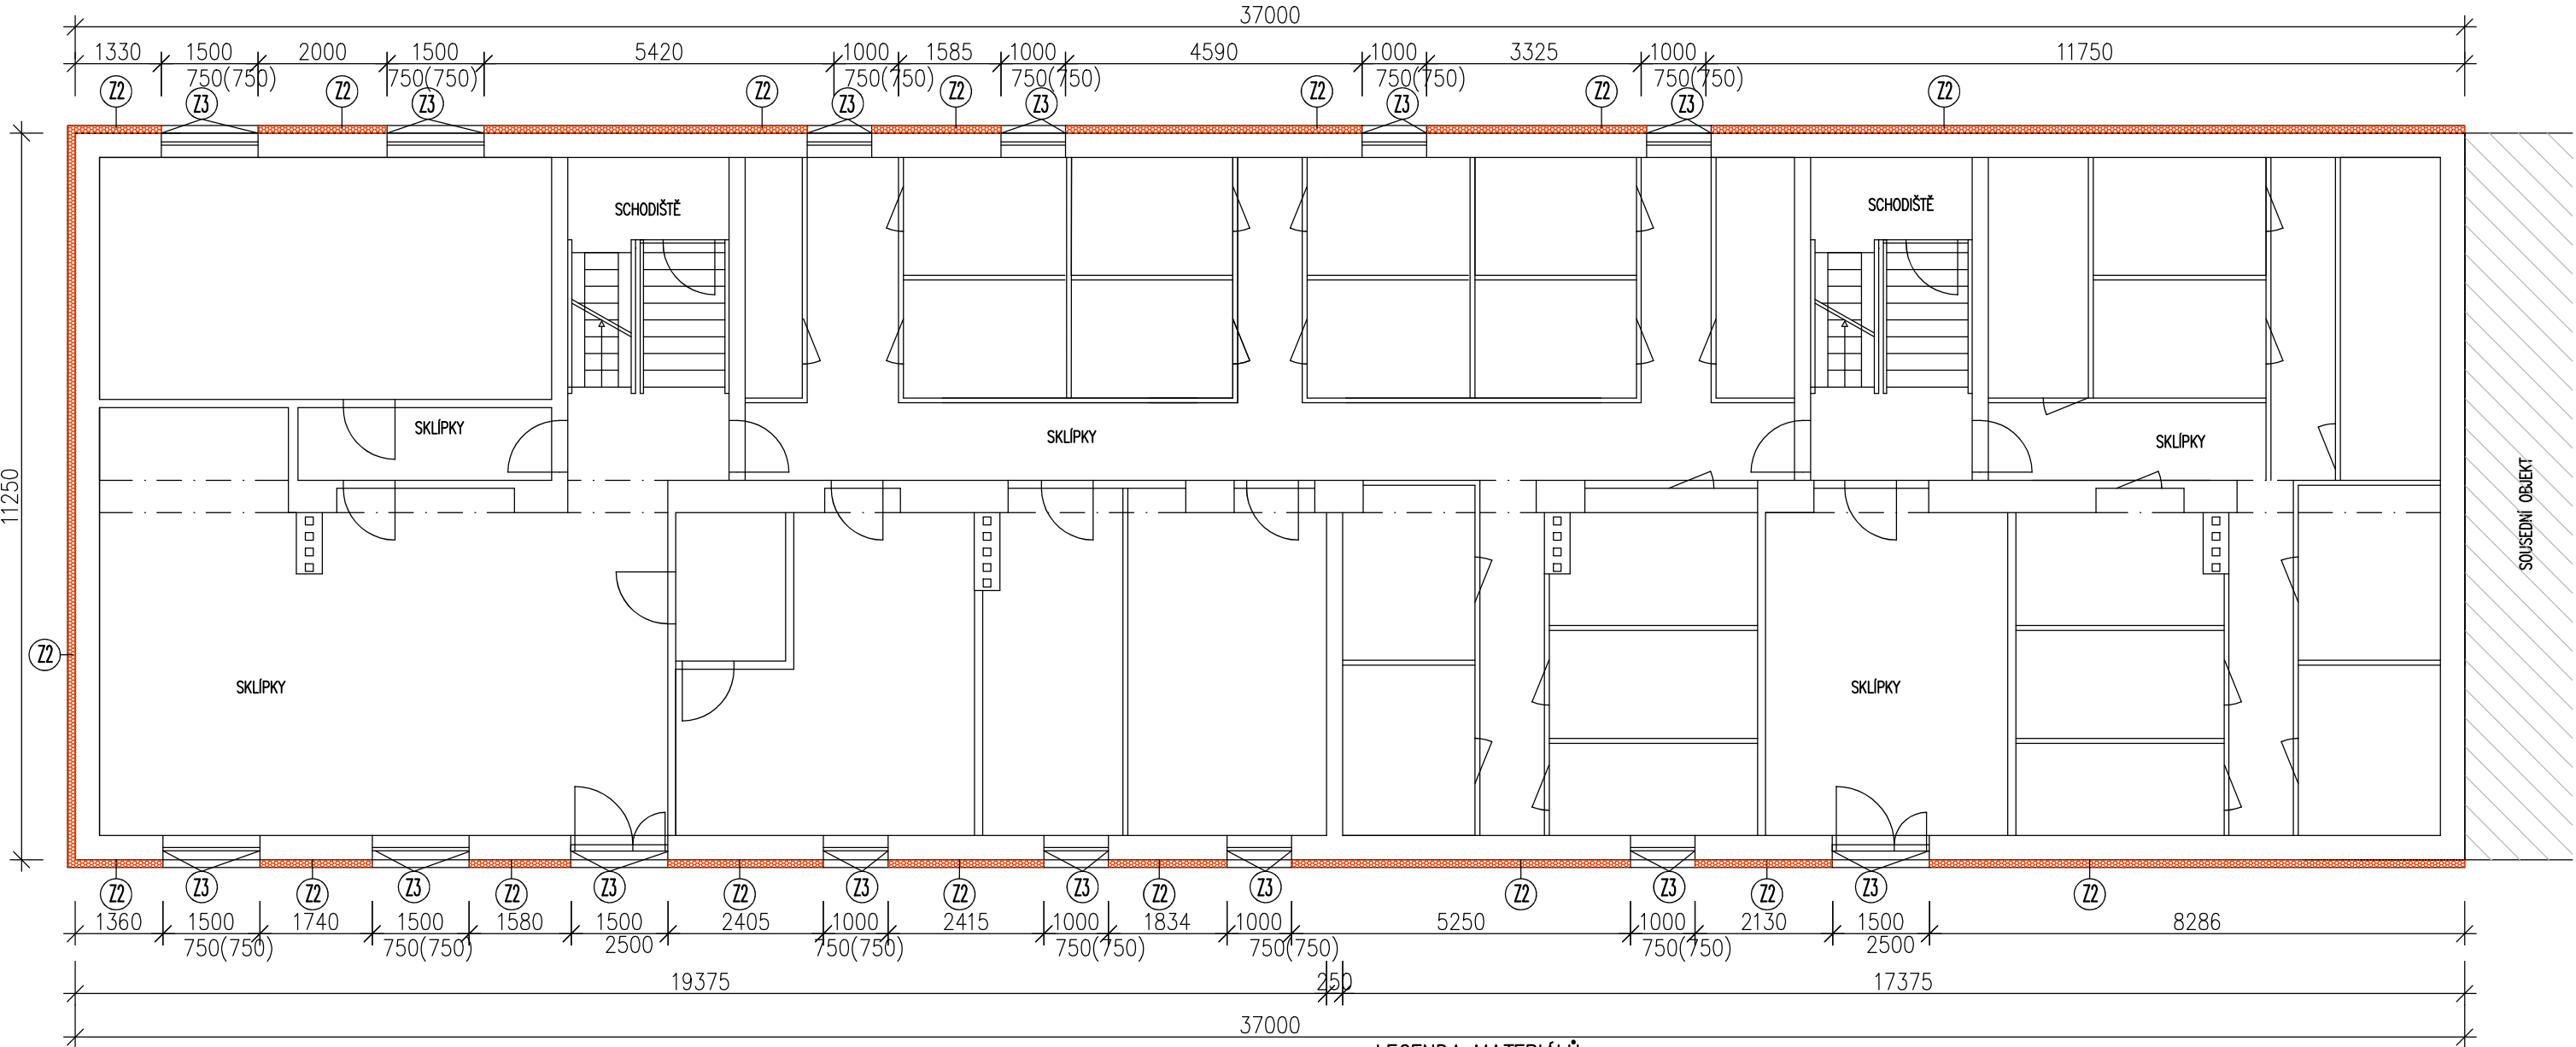 37000
1330 1500 2000 1500 5420 1000 1585 1000 4590 1000 3325 1000 11750
750(750) 750(750) 750(750) 750(750) 750(750) 750(750)
Z2 Z3 Z2 Z3 Z2 Z3 Z2 Z3 Z2 Z3 Z2 Z3 Z2
SCHODIŠTĚ SCHODIŠTĚ
SKLÍPKY SKLÍPKY SKLÍPKY
11250
SOUSEDNÍ OBJEKT
Z2
SKLÍPKY SKLÍPKY
Z2 Z3 Z2 Z3 Z2 Z3 Z2 Z3 Z2 Z3 Z2 Z3 Z2 Z3 Z2 Z3 Z2
1360 1500 1740 1500 1580 1500 2405 1000 2415 1000 1834 1000 5250 1000 2130 1500 8286
750(750) 750(750) 2500 750(750) 750(750) 750(750) 750(750) 2500
19375 250 17375
37000
LEGENDA MATERIÁLŮ